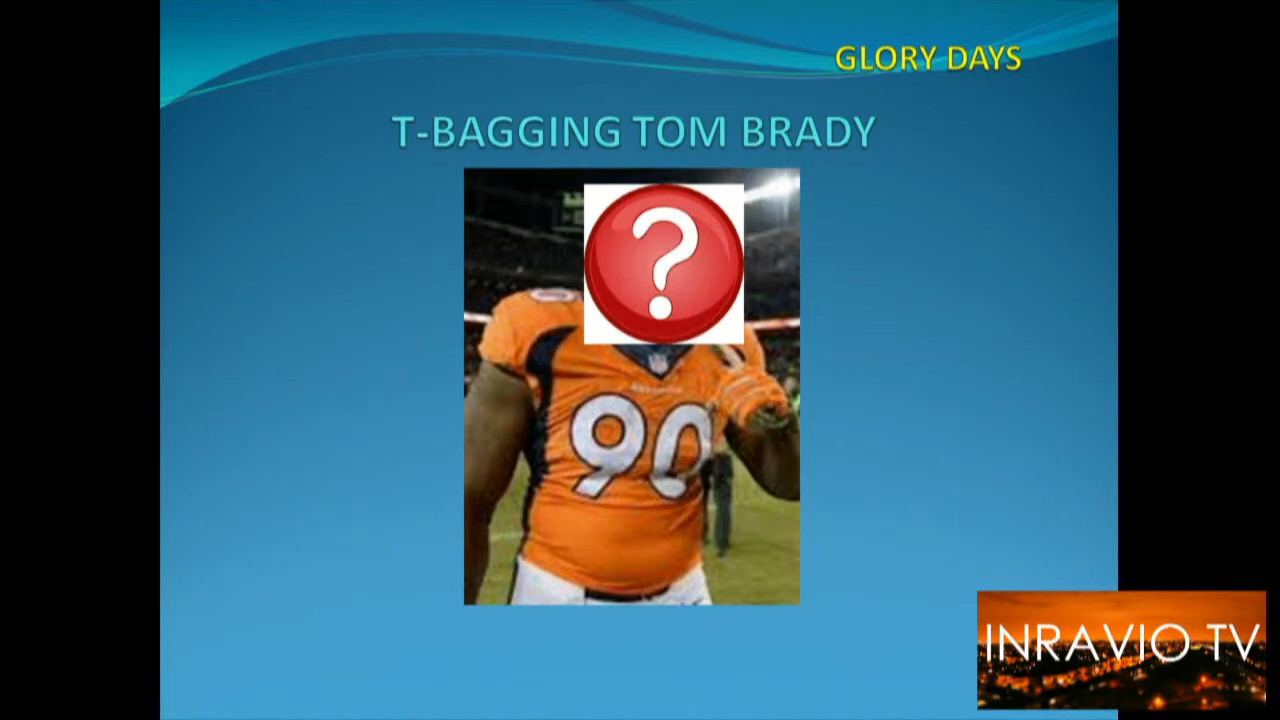 GLORY DAYS
T-BAGGING TOM BRADY
?
90
INRAVIO TV